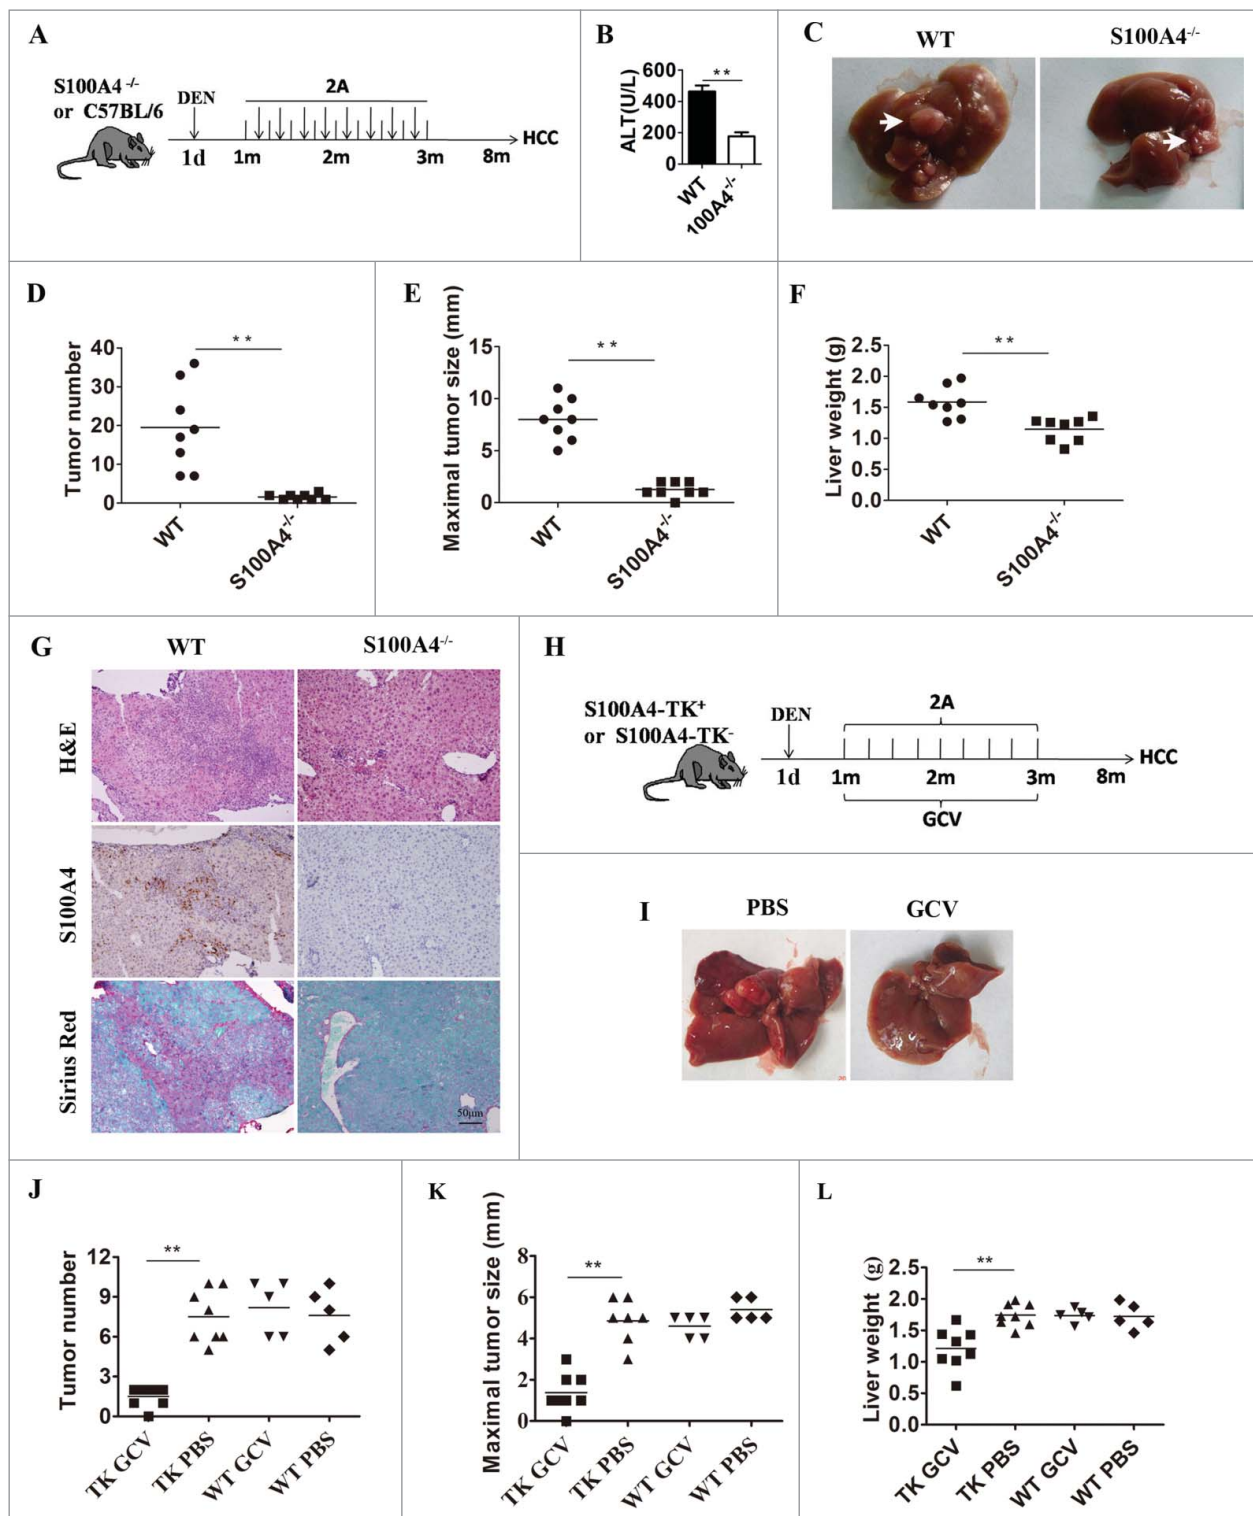 A
S100A4 -/-
or C57BL/6
DEN
2A
1d
1m
2m
3m
8m
HCC
B
ALT(U/L)
600
400
200
0
**
WT
100A4-/-
C
WT
S100A4-/-
D
Tumor number
40
30
20
10
0
**
WT
S100A4-/-
E
Maximal tumor size (mm)
15
10
5
0
**
WT
S100A4-/-
F
Liver weight (g)
2.5
2.0
1.5
1.0
0.5
0.0
**
WT
S100A4-/-
G
WT
S100A4-/-
H&E
S100A4
Sirius Red
50μm
H
S100A4-TK+
or S100A4-TK-
DEN
2A
1d
1m
2m
3m
8m
HCC
GCV
I
PBS
GCV
J
Tumor number
12
9
6
3
0
**
TK GCV
TK PBS
WT GCV
WT PBS
K
Maximal tumor size (mm)
8
6
4
2
0
**
TK GCV
TK PBS
WT GCV
WT PBS
L
Liver weight (g)
2.5
2.0
1.5
1.0
0.5
0.0
**
TK GCV
TK PBS
WT GCV
WT PBS